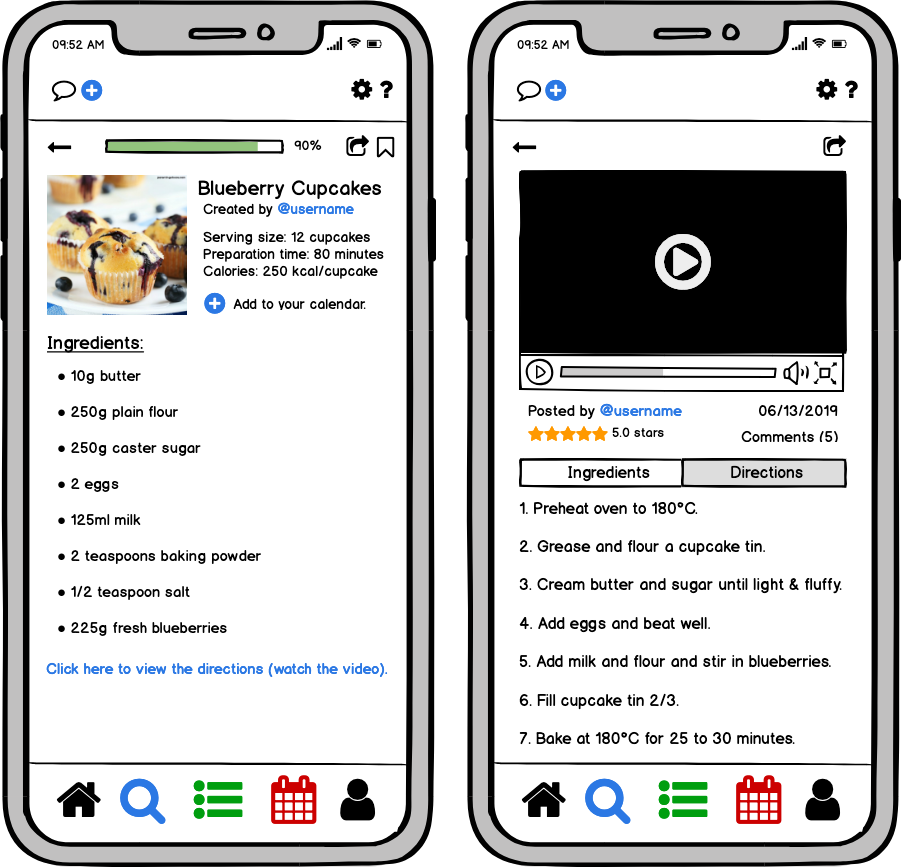 09:52 AM
?
90%
Blueberry Cupcakes
Created by @username
Serving size: 12 cupcakes
Preparation time: 80 minutes
Calories: 250 kcal/cupcake
Add to your calendar.
Ingredients:
• 10g butter
• 250g plain flour
• 250g caster sugar
• 2 eggs
• 125ml milk
• 2 teaspoons baking powder
• 1/2 teaspoon salt
• 225g fresh blueberries
Click here to view the directions (watch the video).
09:52 AM
?
Posted by @username
06/13/2019
5.0 stars
Comments (5)
Ingredients
Directions
1. Preheat oven to 180°C.
2. Grease and flour a cupcake tin.
3. Cream butter and sugar until light & fluffy.
4. Add eggs and beat well.
5. Add milk and flour and stir in blueberries.
6. Fill cupcake tin 2/3.
7. Bake at 180°C for 25 to 30 minutes.